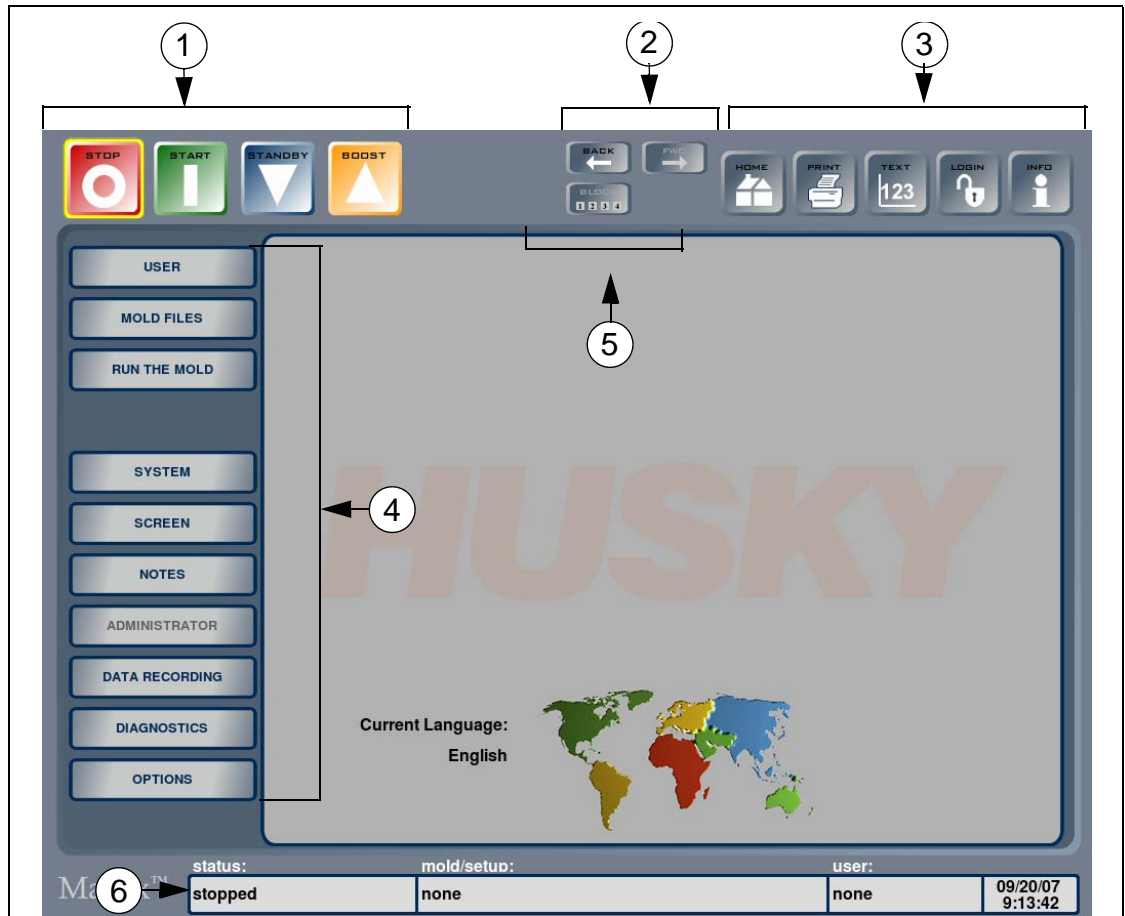 1
2
3
STOP START STANDBY BOOST
BACK FWD
HOME PRINT TEXT LOGIN INFO
123
BLOCK
1 2 3 4
USER
MOLD FILES
5
RUN THE MOLD
HUSKY
SYSTEM
4
SCREEN
NOTES
ADMINISTRATOR
DATA RECORDING
DIAGNOSTICS
Current Language:
English
OPTIONS
status: mold/setup: user:
6
™
stopped none none 09/20/07
9:13:42